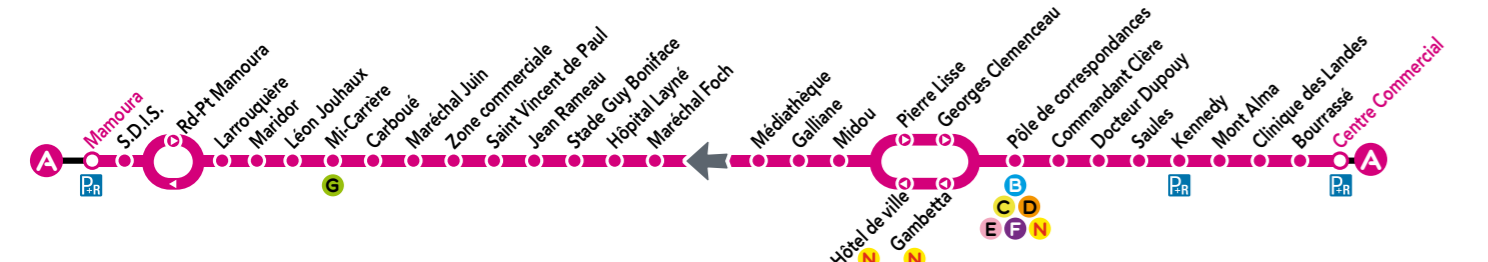 A
Mamoura
P+R
S.D.I.S.
Rd-Pt Mamoura
Larrouquère
Maridor
Léon Jouhaux
Mi-Carrère
G
Carboué
Maréchal Juin
Zone commerciale
Saint Vincent de Paul
Jean Rameau
Stade Guy Boniface
Hôpital Layné
Maréchal Foch
Médiathèque
Galliane
Midou
Pierre Lisse
Georges Clemenceau
Hôtel de ville
N
Gambetta
N
Pôle de correspondances
B
C D
E F N
Commandant Clère
Docteur Dupouy
Saules
Kennedy
P+R
Mont Alma
Clinique des Landes
Bourrassé
Centre Commercial
P+R
A